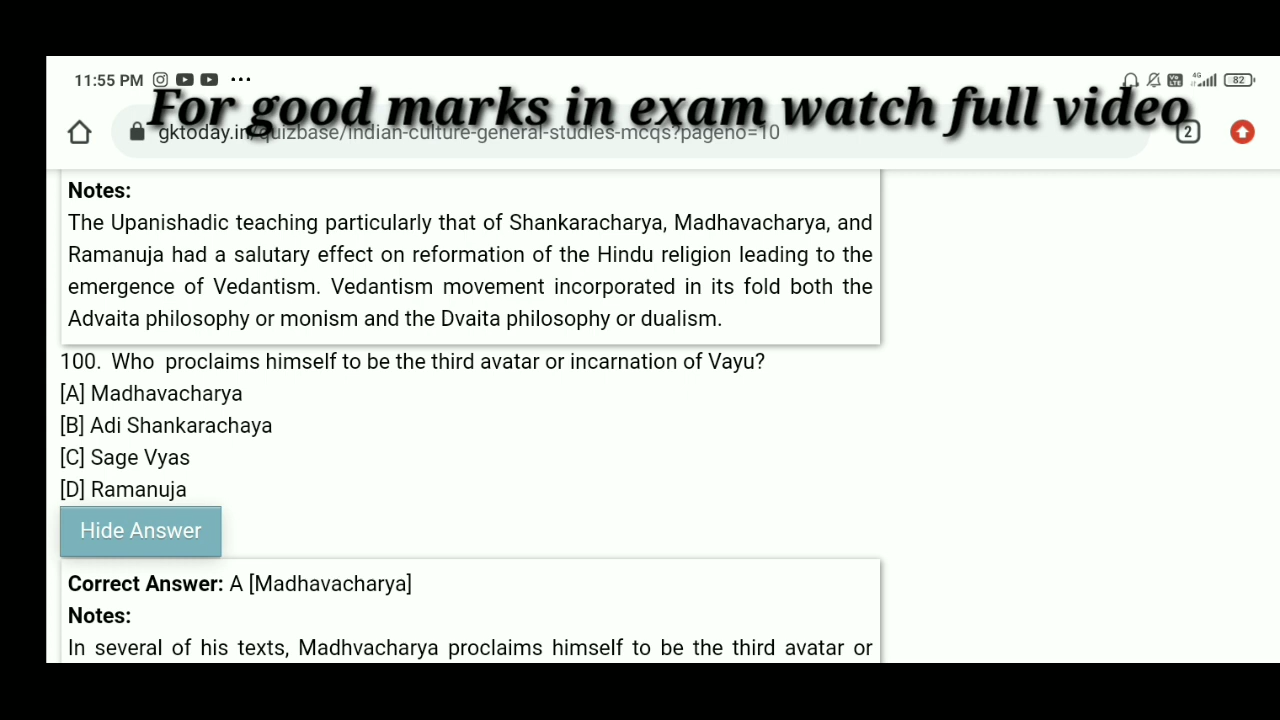 11:55 PM
4G
82
For good marks in exam watch full video
gktoday.in/quizbase/indian-culture-general-studies-mcqs?pageno=10
2
Notes:
The Upanishadic teaching particularly that of Shankaracharya, Madhavacharya, and
Ramanuja had a salutary effect on reformation of the Hindu religion leading to the
emergence of Vedantism. Vedantism movement incorporated in its fold both the
Advaita philosophy or monism and the Dvaita philosophy or dualism.
100. Who proclaims himself to be the third avatar or incarnation of Vayu?
[A] Madhavacharya
[B] Adi Shankarachaya
[C] Sage Vyas
[D] Ramanuja
Hide Answer
Correct Answer: A [Madhavacharya]
Notes:
In several of his texts, Madhvacharya proclaims himself to be the third avatar or